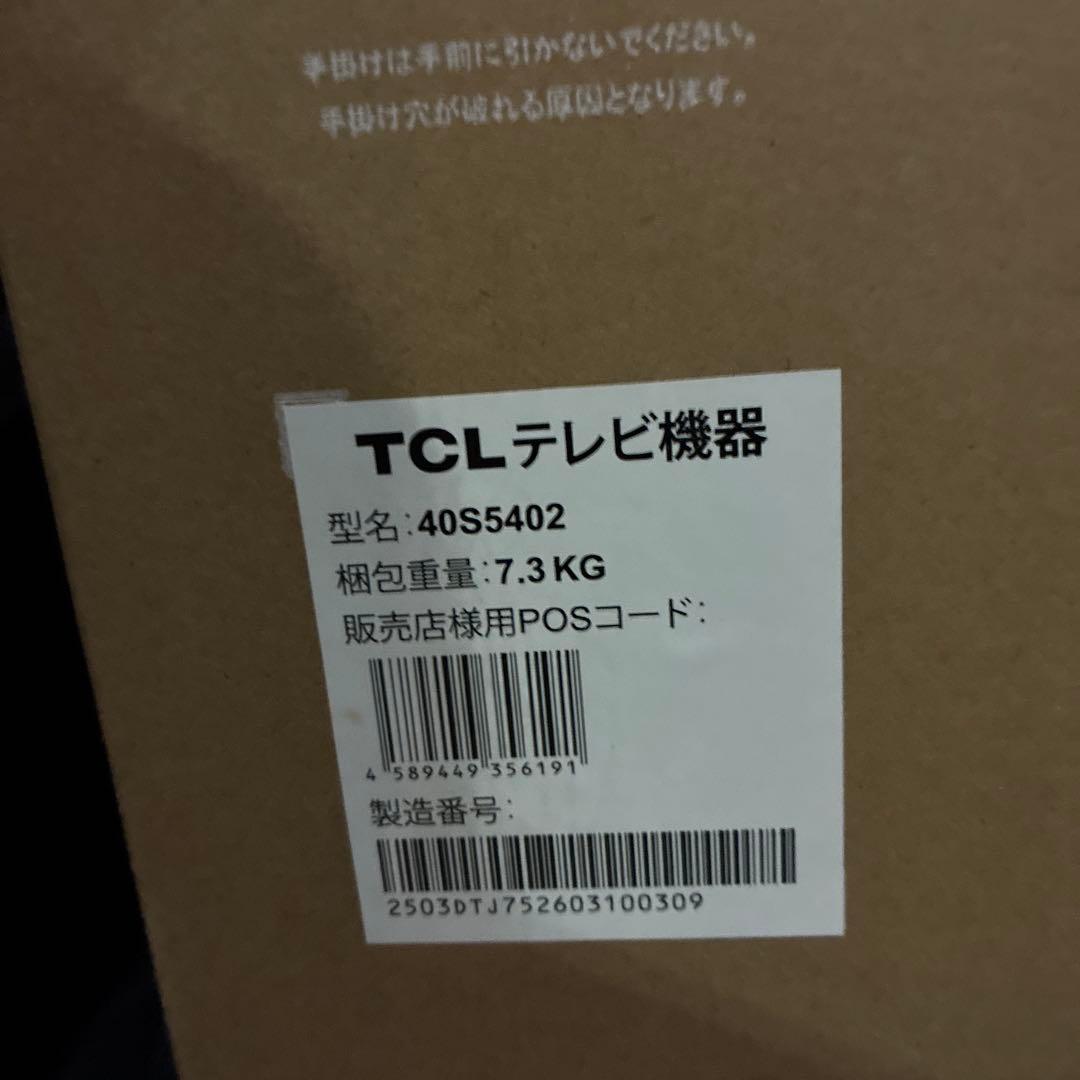 手掛けは手前に引かないでください。
手掛け穴が破れる原因となります。
TCLテレビ機器
型名:40S5402
梱包重量:7.3KG
販売店様用POSコード:
4 589449 356191
製造番号:
2503DTJ752603100309